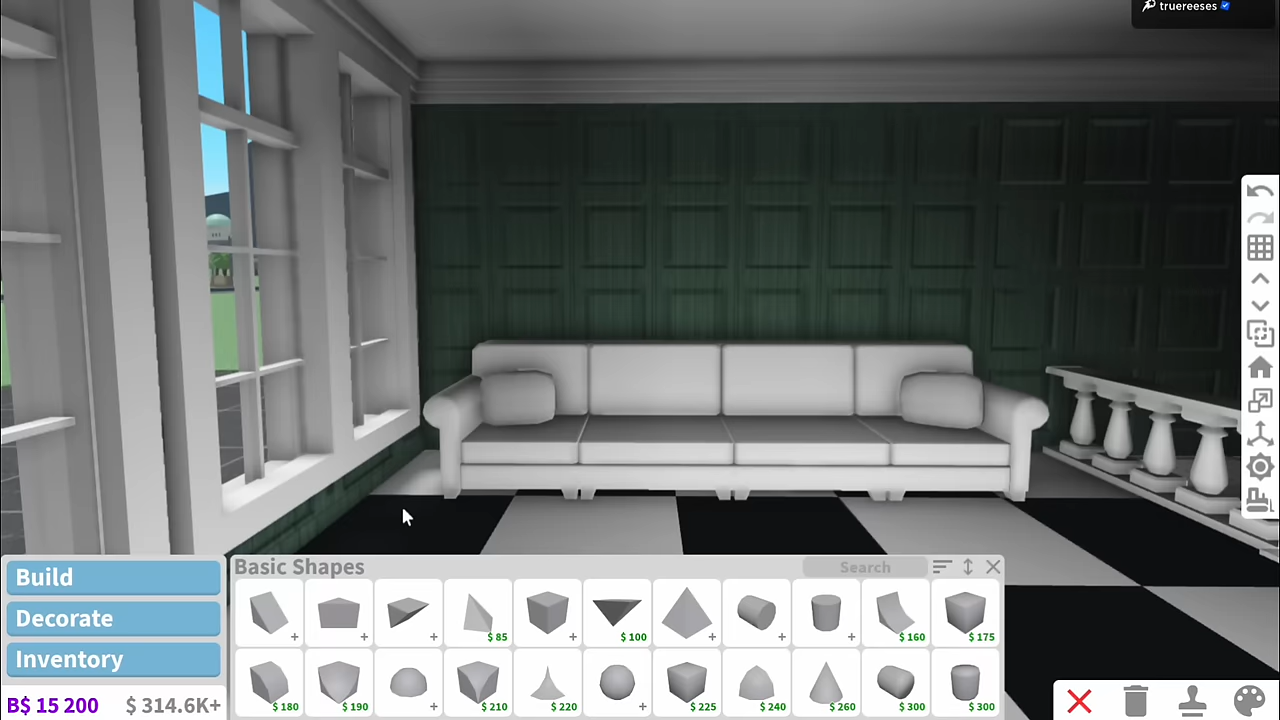 truereeses
Build
Decorate
Inventory
B$ 15 200
$ 314.6K+
Basic Shapes
Search
+
+
+
$ 85
+
$ 100
+
+
+
$ 160
$ 175
$ 180
$ 190
+
$ 210
$ 220
+
$ 225
$ 240
$ 260
$ 300
$ 300